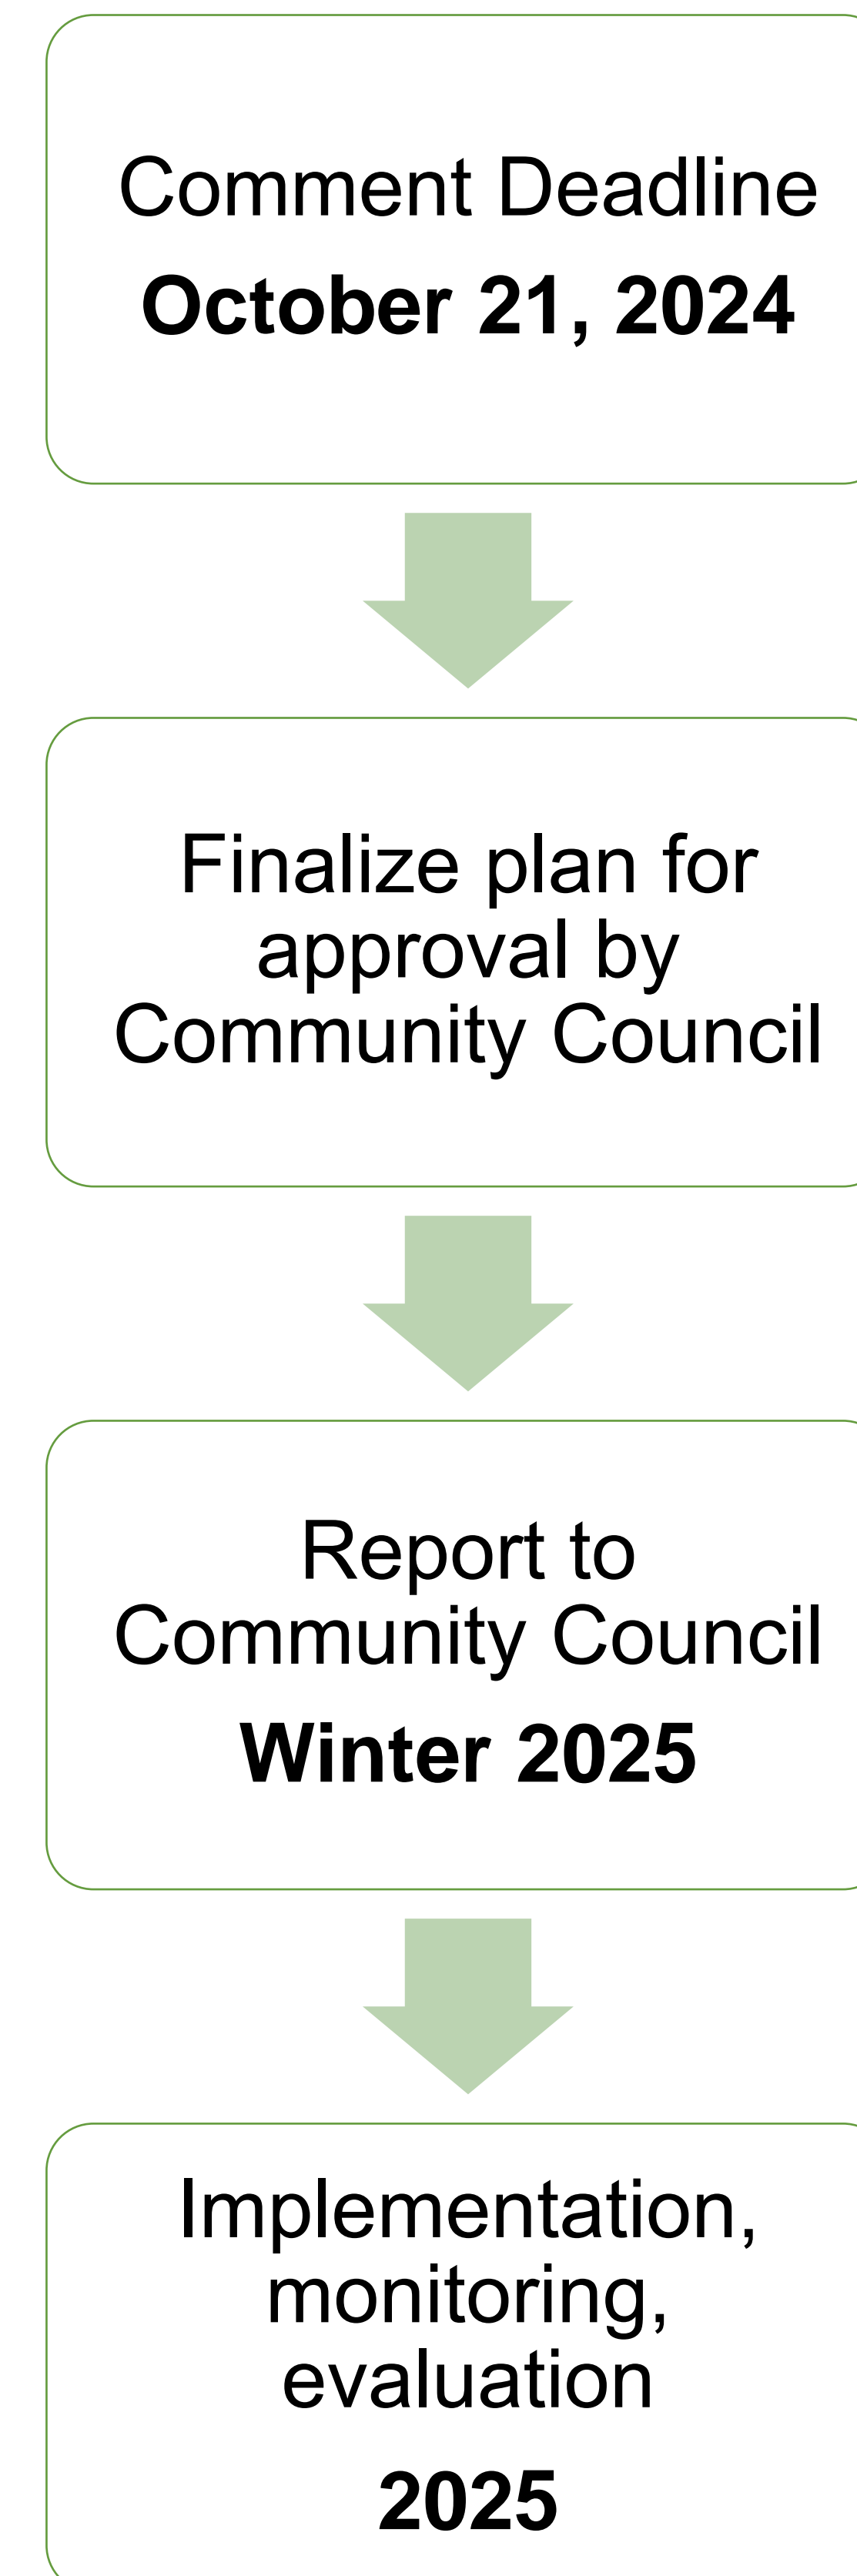 Comment Deadline
October 21, 2024
Finalize plan for
approval by
Community Council
Report to
Community Council
Winter 2025
Implementation,
monitoring,
evaluation
2025